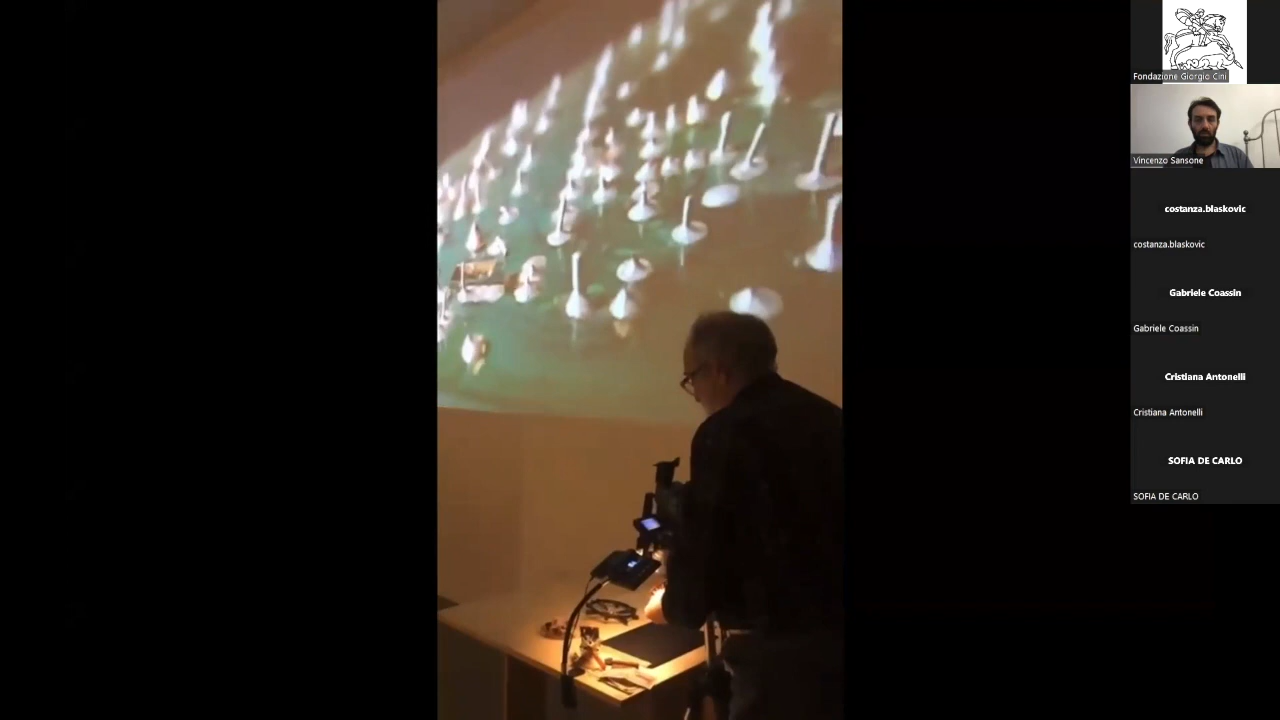 Fondazione Giorgio Cini
Vincenzo Sansone
costanza.blaskovic
costanza.blaskovic
Gabriele Coassin
Gabriele Coassin
Cristiana Antonelli
Cristiana Antonelli
SOFIA DE CARLO
SOFIA DE CARLO